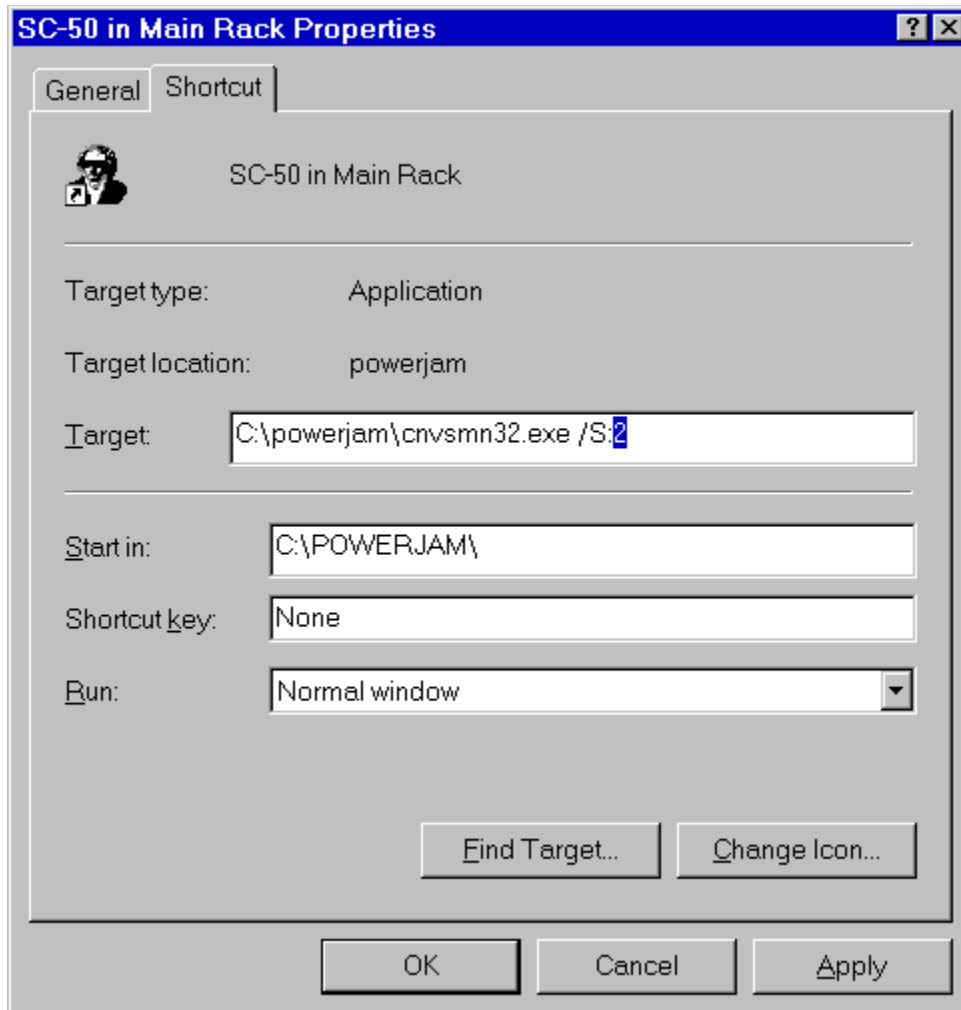 SC-50 in Main Rack Properties
General Shortcut
SC-50 in Main Rack
Target type: Application
Target location: powerjam
Target: C:\powerjam\cnvsmn32.exe /S:2
Start in: C:\POWERJAM\
Shortcut key: None
Run: Normal window
Find Target... Change Icon...
OK Cancel Apply